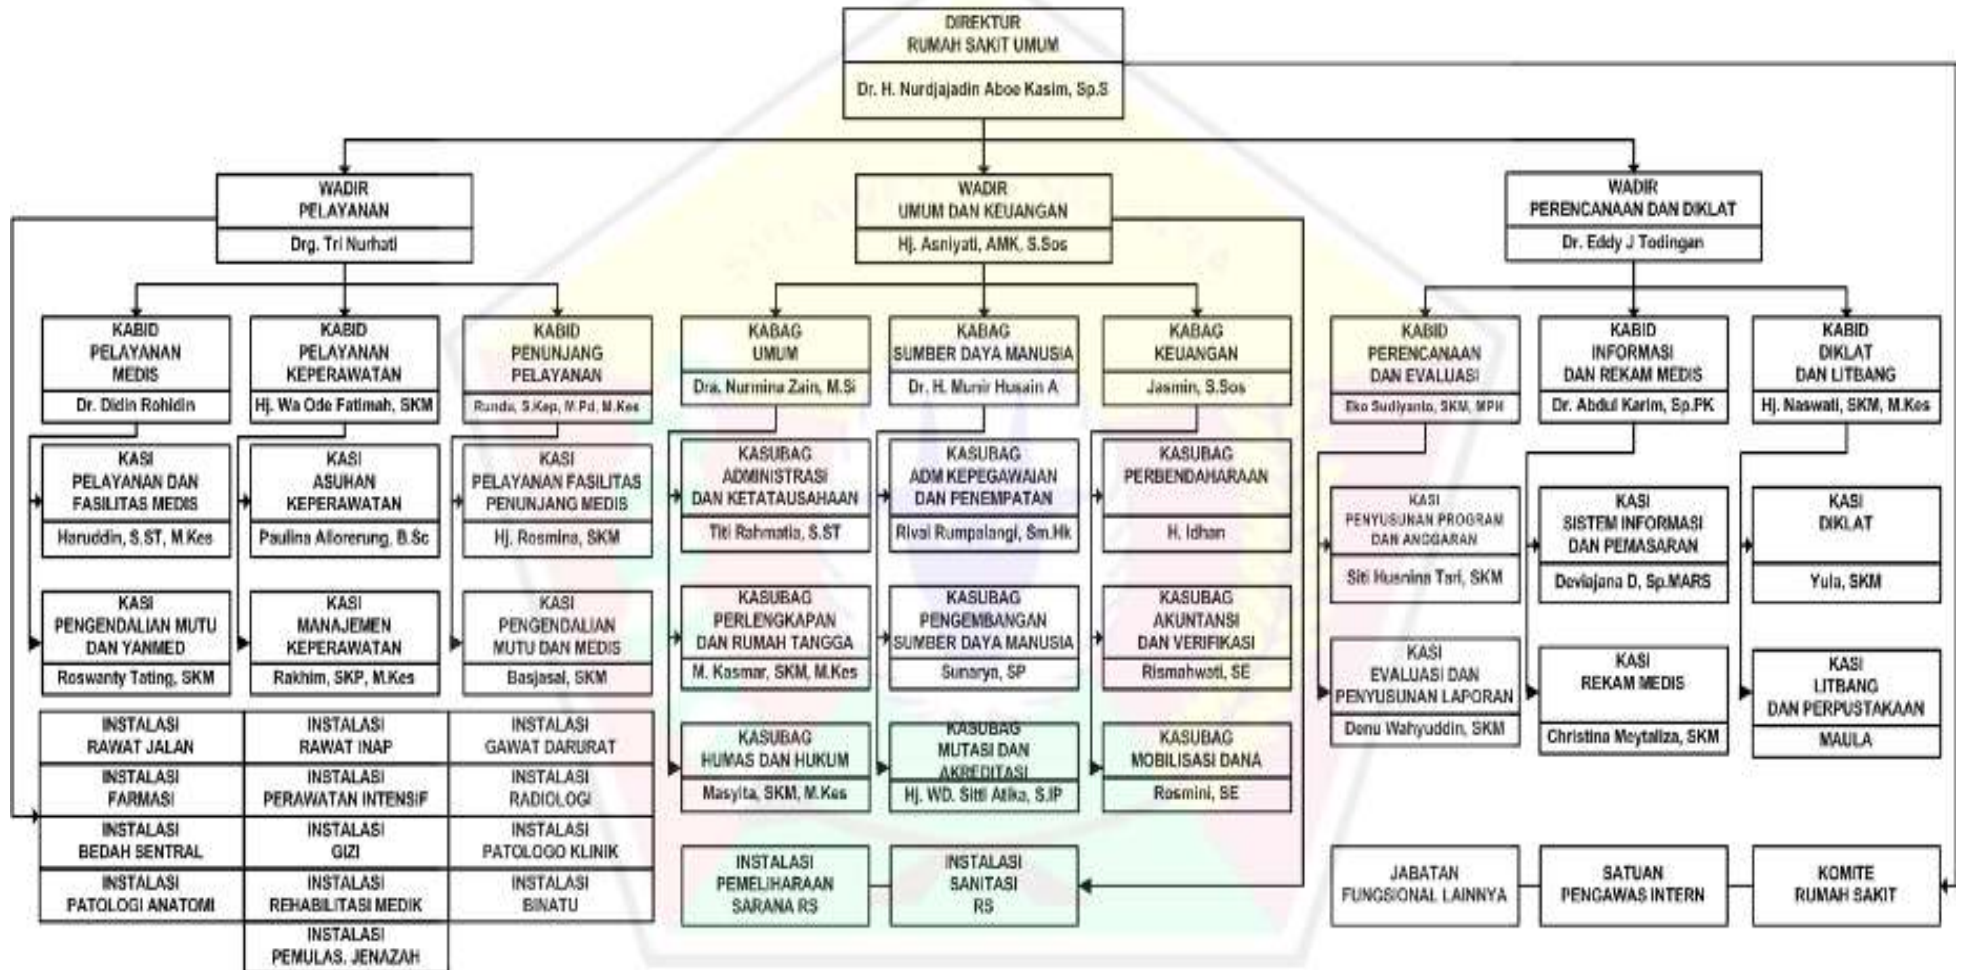 DIREKTUR
RUMAH SAKIT UMUM
Dr. H. Nurdjajadin Aboe Kasim, Sp.S
WADIR
PELAYANAN
Drg. Tri Nurhati
WADIR
UMUM DAN KEUANGAN
Hj. Asniyati, AMK, S.Sos
WADIR
PERENCANAAN DAN DIKLAT
Dr. Eddy J Todingan
KABID
PELAYANAN
MEDIS
Dr. Didin Rohidin
KABID
PELAYANAN
KEPERAWATAN
Hj. Wa Ode Fatimah, SKM
KABID
PENUNJANG
PELAYANAN
Runda, S.Kep, M.Pd, M.Kes
KABAG
UMUM
Dra. Nurmina Zain, M.Si
KABAG
SUMBER DAYA MANUSIA
Dr. H. Munir Husain A
KABAG
KEUANGAN
Jasmin, S.Sos
KABID
PERENCANAAN
DAN EVALUASI
Eko Sudiyanto, SKM, MPH
KABID
INFORMASI
DAN REKAM MEDIS
Dr. Abdul Karim, Sp.PK
KABID
DIKLAT
DAN LITBANG
Hj. Naswati, SKM, M.Kes
KASI
PELAYANAN DAN
FASILITAS MEDIS
Haruddin, S.ST, M.Kes
KASI
ASUHAN
KEPERAWATAN
Paulina Allorerung, B.Sc
KASI
PELAYANAN FASILITAS
PENUNJANG MEDIS
Hj. Rosmina, SKM
KASUBAG
ADMINISTRASI
DAN KETATAUSAHAAN
Titi Rahmatia, S.ST
KASUBAG
ADM KEPEGAWAIAN
DAN PENEMPATAN
Rival Rumpalangi, Sm.Hk
KASUBAG
PERBENDAHARAAN
H. Idhan
KASI
PENYUSUNAN PROGRAM
DAN ANGGARAN
Siti Husnina Tari, SKM
KASI
SISTEM INFORMASI
DAN PEMASARAN
Deviajana D, Sp.MARS
KASI
DIKLAT
Yula, SKM
KASI
PENGENDALIAN MUTU
DAN YANMED
Roswanty Tating, SKM
KASI
MANAJEMEN
KEPERAWATAN
Rakhim, SKP, M.Kes
KASI
PENGENDALIAN
MUTU DAN MEDIS
Basjasal, SKM
KASUBAG
PERLENGKAPAN
DAN RUMAH TANGGA
M. Kasmar, SKM, M.Kes
KASUBAG
PENGEMBANGAN
SUMBER DAYA MANUSIA
Sunarya, SP
KASUBAG
AKUNTANSI
DAN VERIFIKASI
Rismahwati, SE
KASI
EVALUASI DAN
PENYUSUNAN LAPORAN
Denu Wahyuddin, SKM
KASI
REKAM MEDIS
Christina Meytaliza, SKM
KASI
LITBANG
DAN PERPUSTAKAAN
MAULA
KASUBAG
HUMAS DAN HUKUM
Masyita, SKM, M.Kes
KASUBAG
MUTASI DAN
AKREDITASI
Hj. WD. Sitti Atika, S.IP
KASUBAG
MOBILISASI DANA
Rosmini, SE
INSTALASI
RAWAT JALAN
INSTALASI
RAWAT INAP
INSTALASI
GAWAT DARURAT
INSTALASI
FARMASI
INSTALASI
PERAWATAN INTENSIF
INSTALASI
RADIOLOGI
INSTALASI
BEDAH SENTRAL
INSTALASI
GIZI
INSTALASI
PATOLOGO KLINIK
INSTALASI
PATOLOGI ANATOMI
INSTALASI
REHABILITASI MEDIK
INSTALASI
BINATU
INSTALASI
PEMULAS. JENAZAH
INSTALASI
PEMELIHARAAN
SARANA RS
INSTALASI
SANITASI
RS
JABATAN
FUNGSIONAL LAINNYA
SATUAN
PENGAWAS INTERN
KOMITE
RUMAH SAKIT